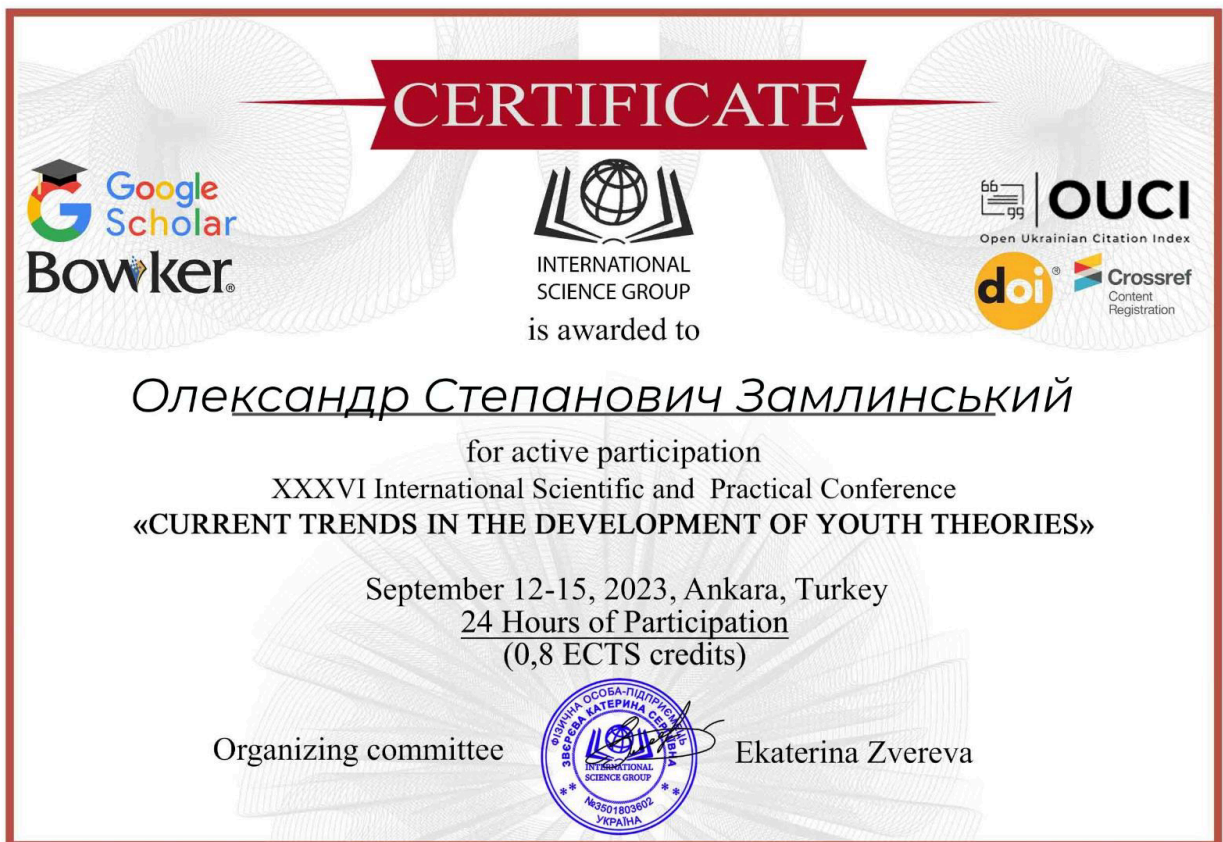 CERTIFICATE
Google
Scholar
Bowker®
INTERNATIONAL
SCIENCE GROUP
OUCI
Open Ukrainian Citation Index
doi®
Crossref
Content
Registration
is awarded to
Олександр Степанович Замлинський
for active participation
XXXVI International Scientific and Practical Conference
«CURRENT TRENDS IN THE DEVELOPMENT OF YOUTH THEORIES»
September 12-15, 2023, Ankara, Turkey
24 Hours of Participation
(0,8 ECTS credits)
Organizing committee
ФІЗИЧНА ОСОБА-ПІДПРИЄМЕЦЬ
ЗВЄРЄВА КАТЕРИНА СЕРГІЇВНА
INTERNATIONAL
SCIENCE GROUP
№3501803602
УКРАЇНА
Ekaterina Zvereva